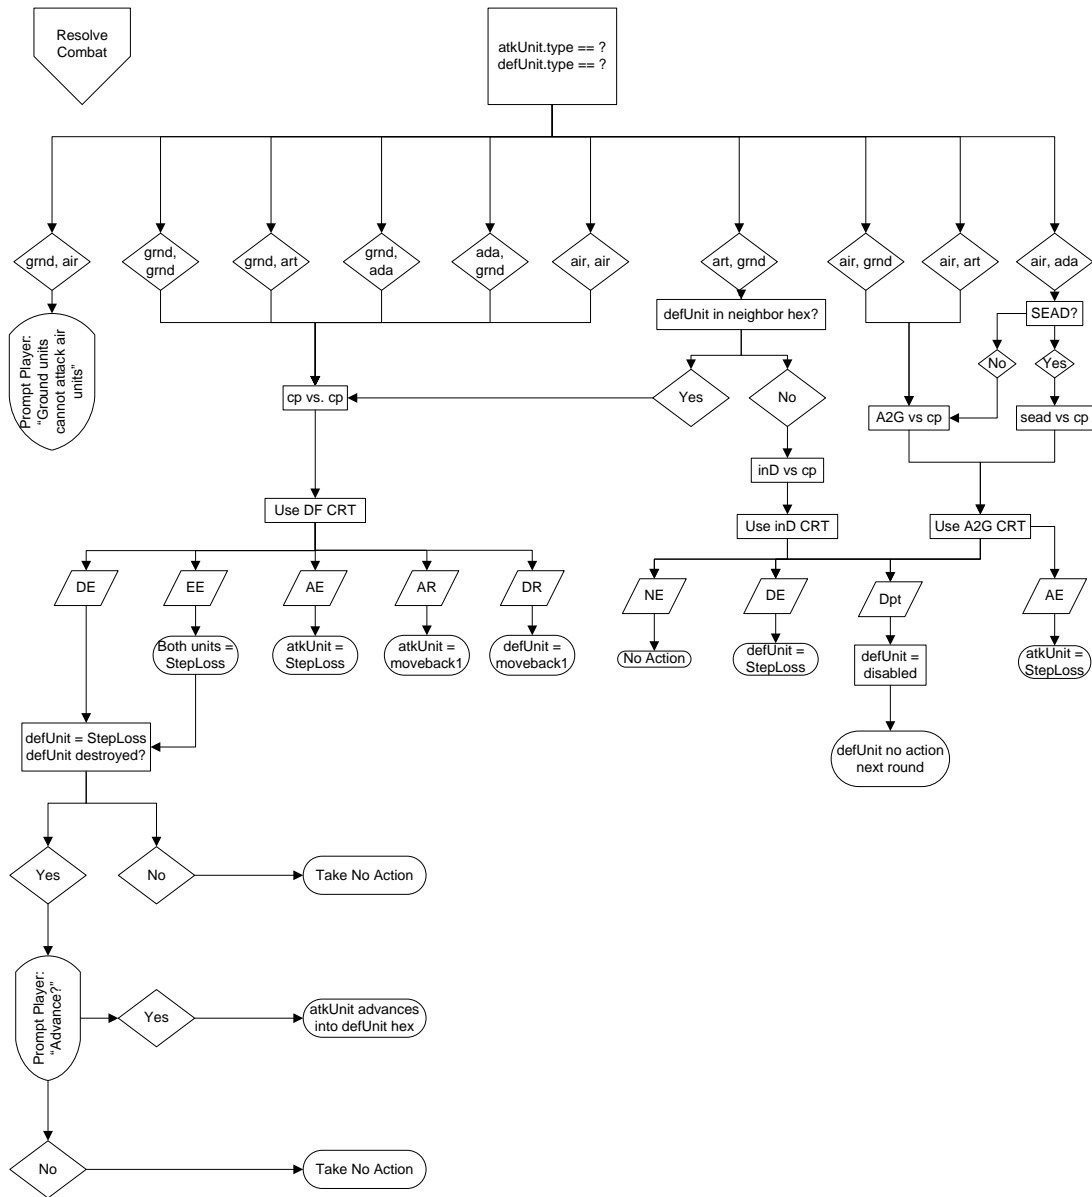 Resolve
Combat
atkUnit.type == ?
defUnit.type == ?
grnd, air
grnd,
grnd
grnd, art
grnd,
ada
ada,
grnd
air, air
art, grnd
air, grnd
air, art
air, ada
Prompt Player:
“Ground units
cannot attack air
units”
defUnit in neighbor hex?
SEAD?
No
Yes
cp vs. cp
Yes
No
A2G vs cp
sead vs cp
inD vs cp
Use DF CRT
Use inD CRT
Use A2G CRT
DE
EE
AE
AR
DR
NE
DE
Dpt
AE
Both units =
StepLoss
atkUnit =
StepLoss
atkUnit =
moveback1
defUnit =
moveback1
No Action
defUnit =
StepLoss
defUnit =
disabled
atkUnit =
StepLoss
defUnit = StepLoss
defUnit destroyed?
defUnit no action
next round
Yes
No
Take No Action
Prompt Player:
“Advance?”
Yes
atkUnit advances
into defUnit hex
No
Take No Action